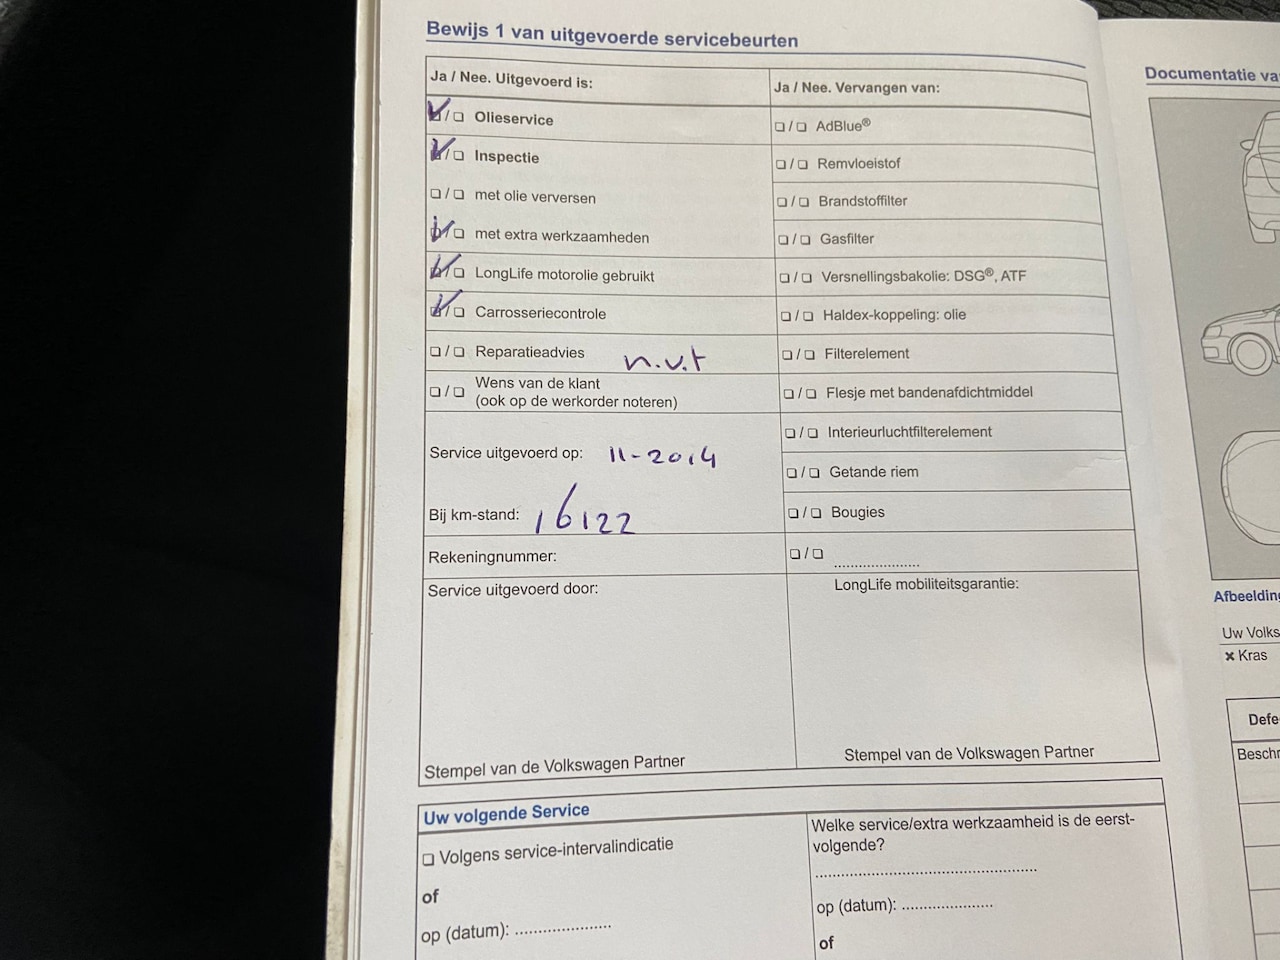 Bewijs 1 van uitgevoerde servicebeurten
Ja / Nee. Uitgevoerd is:
☑/☐ Olieservice
☑/☐ Inspectie
☐/☐ met olie verversen
☑/☐ met extra werkzaamheden
☑/☐ LongLife motorolie gebruikt
☑/☐ Carrosseriecontrole
☐/☐ Reparatieadvies n.v.t
☐/☐ Wens van de klant
(ook op de werkorder noteren)
Service uitgevoerd op: 11-2014
Bij km-stand: 16122
Rekeningnummer:
Service uitgevoerd door:
Stempel van de Volkswagen Partner
Ja / Nee. Vervangen van:
☐/☐ AdBlue®
☐/☐ Remvloeistof
☐/☐ Brandstoffilter
☐/☐ Gasfilter
☐/☐ Versnellingsbakolie: DSG®, ATF
☐/☐ Haldex-koppeling: olie
☐/☐ Filterelement
☐/☐ Flesje met bandenafdichtmiddel
☐/☐ Interieurluchtfilterelement
☐/☐ Getande riem
☐/☐ Bougies
☐/☐ .....................
LongLife mobiliteitsgarantie:
Stempel van de Volkswagen Partner
Uw volgende Service
☐ Volgens service-intervalindicatie
of
op (datum): .....................
Welke service/extra werkzaamheid is de eerst-
volgende?
.................................................
op (datum): .....................
of
Documentatie va
Afbeelding
Uw Volks
× Kras
Defe
Beschr